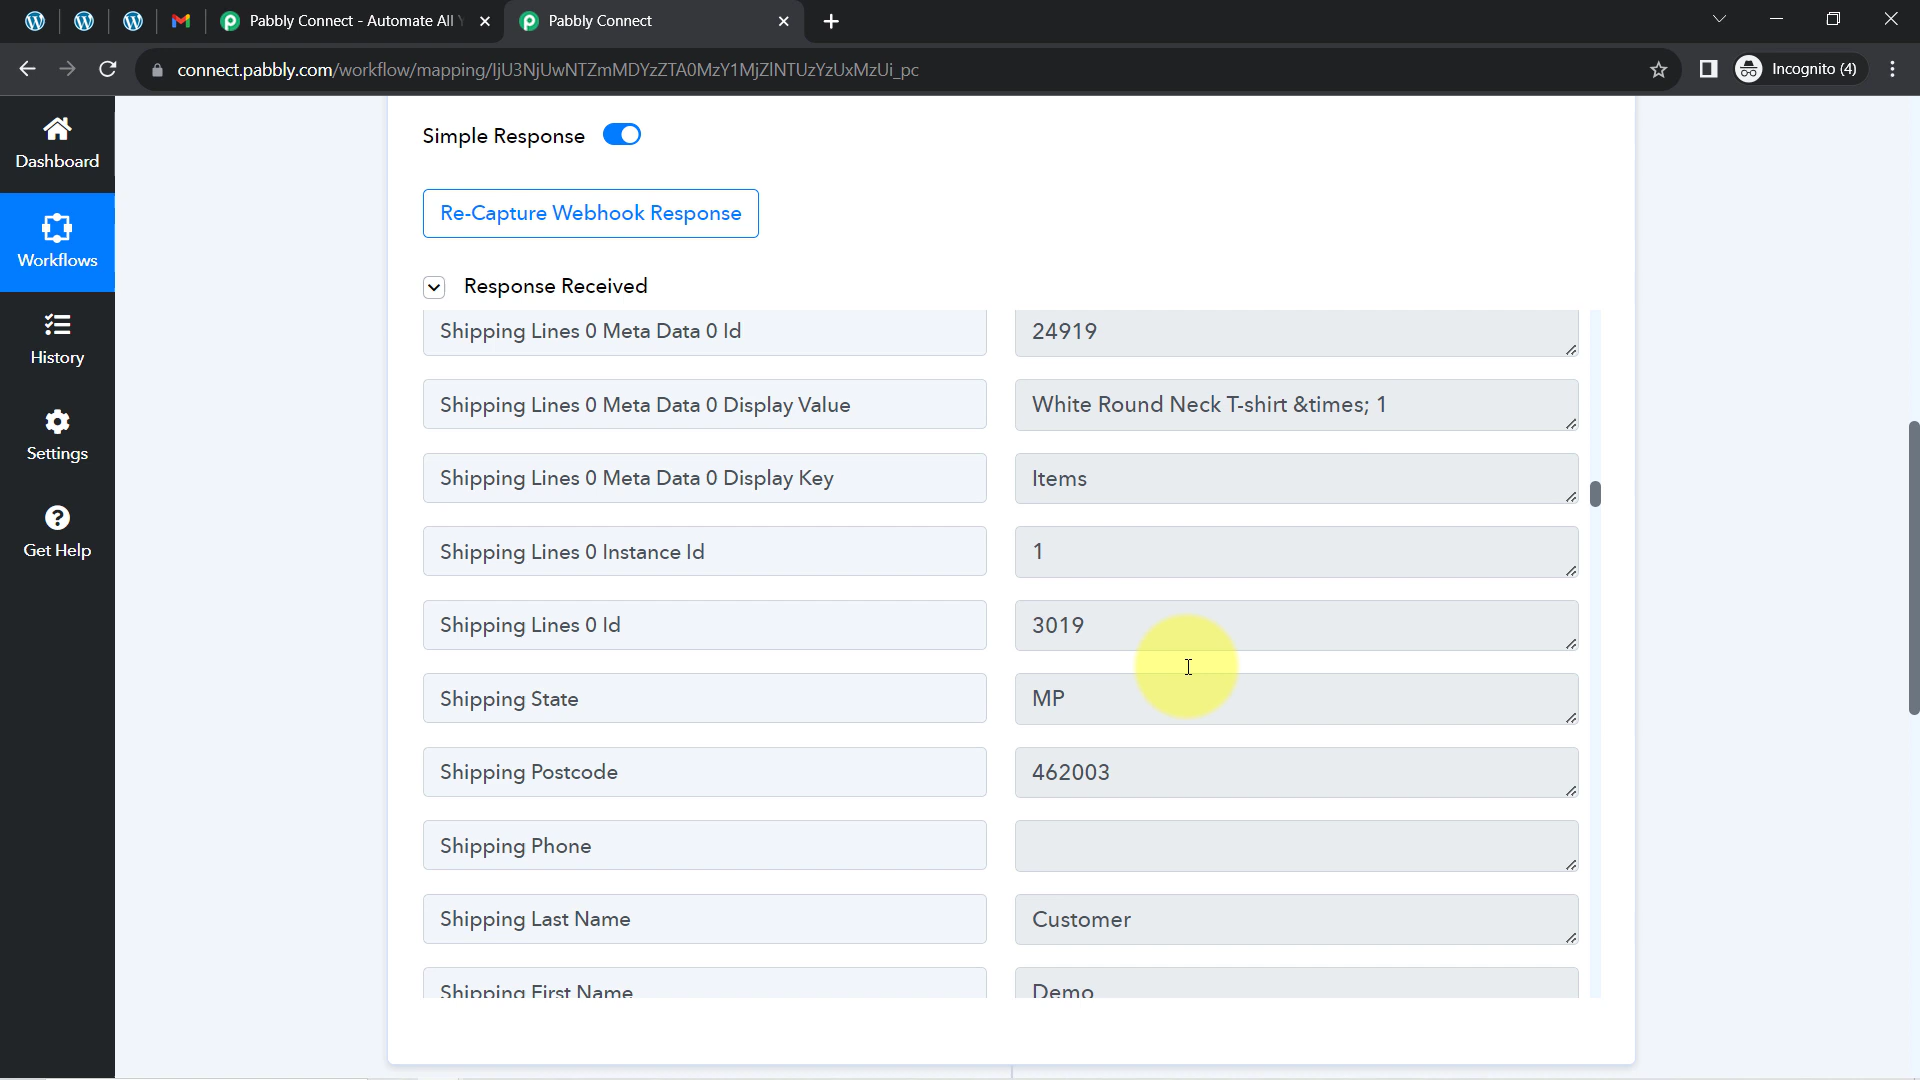 Pabbly Connect - Automate All
Pabbly Connect
connect.pabbly.com/workflow/mapping/IjU3NjUwNTZmMDYzZTA0MzY1MjZlNTUzYzUxMzUi_pc
Incognito (4)
Dashboard
Workflows
History
Settings
Get Help
Simple Response
Re-Capture Webhook Response
Response Received
Shipping Lines 0 Meta Data 0 Id 24919
Shipping Lines 0 Meta Data 0 Display Value White Round Neck T-shirt &times; 1
Shipping Lines 0 Meta Data 0 Display Key Items
Shipping Lines 0 Instance Id 1
Shipping Lines 0 Id 3019
Shipping State MP
Shipping Postcode 462003
Shipping Phone
Shipping Last Name Customer
Shipping First Name Demo